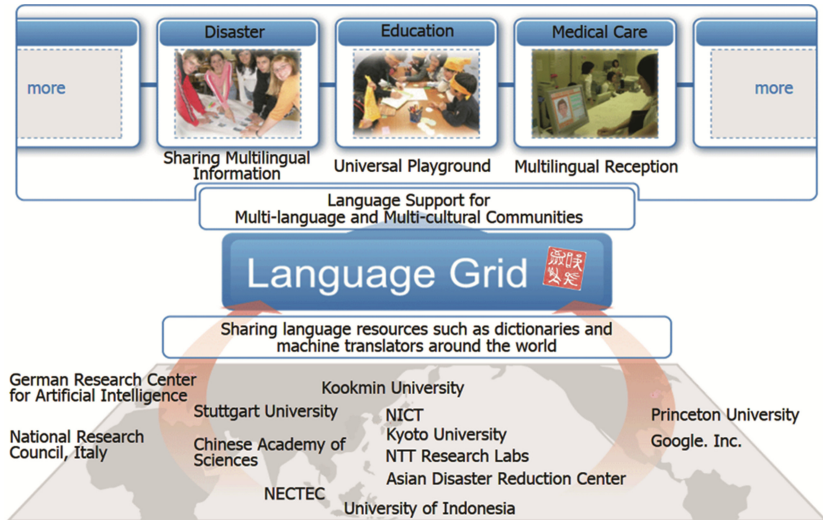 Disaster
Education
Medical Care
more
more
Sharing Multilingual
Information
Universal Playground
Multilingual Reception
Language Support for
Multi-language and Multi-cultural Communities
Language Grid
Sharing language resources such as dictionaries and
machine translators around the world
German Research Center
for Artificial Intelligence
Kookmin University
Stuttgart University
NICT
Princeton University
National Research
Council, Italy
Chinese Academy of
Sciences
Kyoto University
Google. Inc.
NTT Research Labs
Asian Disaster Reduction Center
NECTEC
University of Indonesia